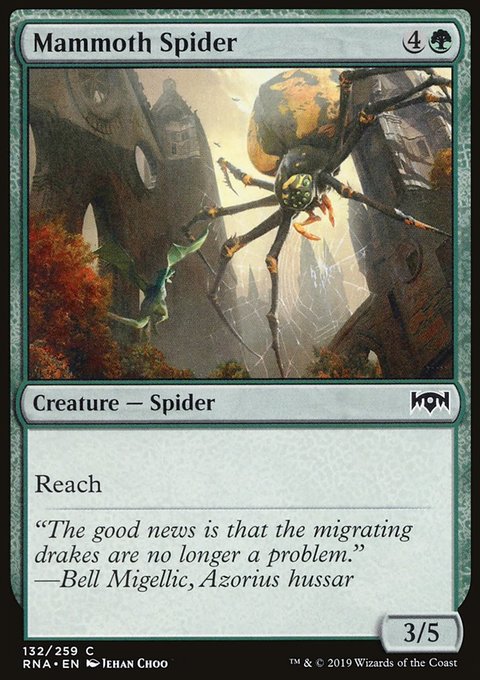 Mammoth Spider 4
Creature — Spider
Reach
“The good news is that the migrating
drakes are no longer a problem.”
—Bell Migellic, Azorius hussar
3/5
132/259 C
RNA • EN Jehan Choo
™ & © 2019 Wizards of the Coast